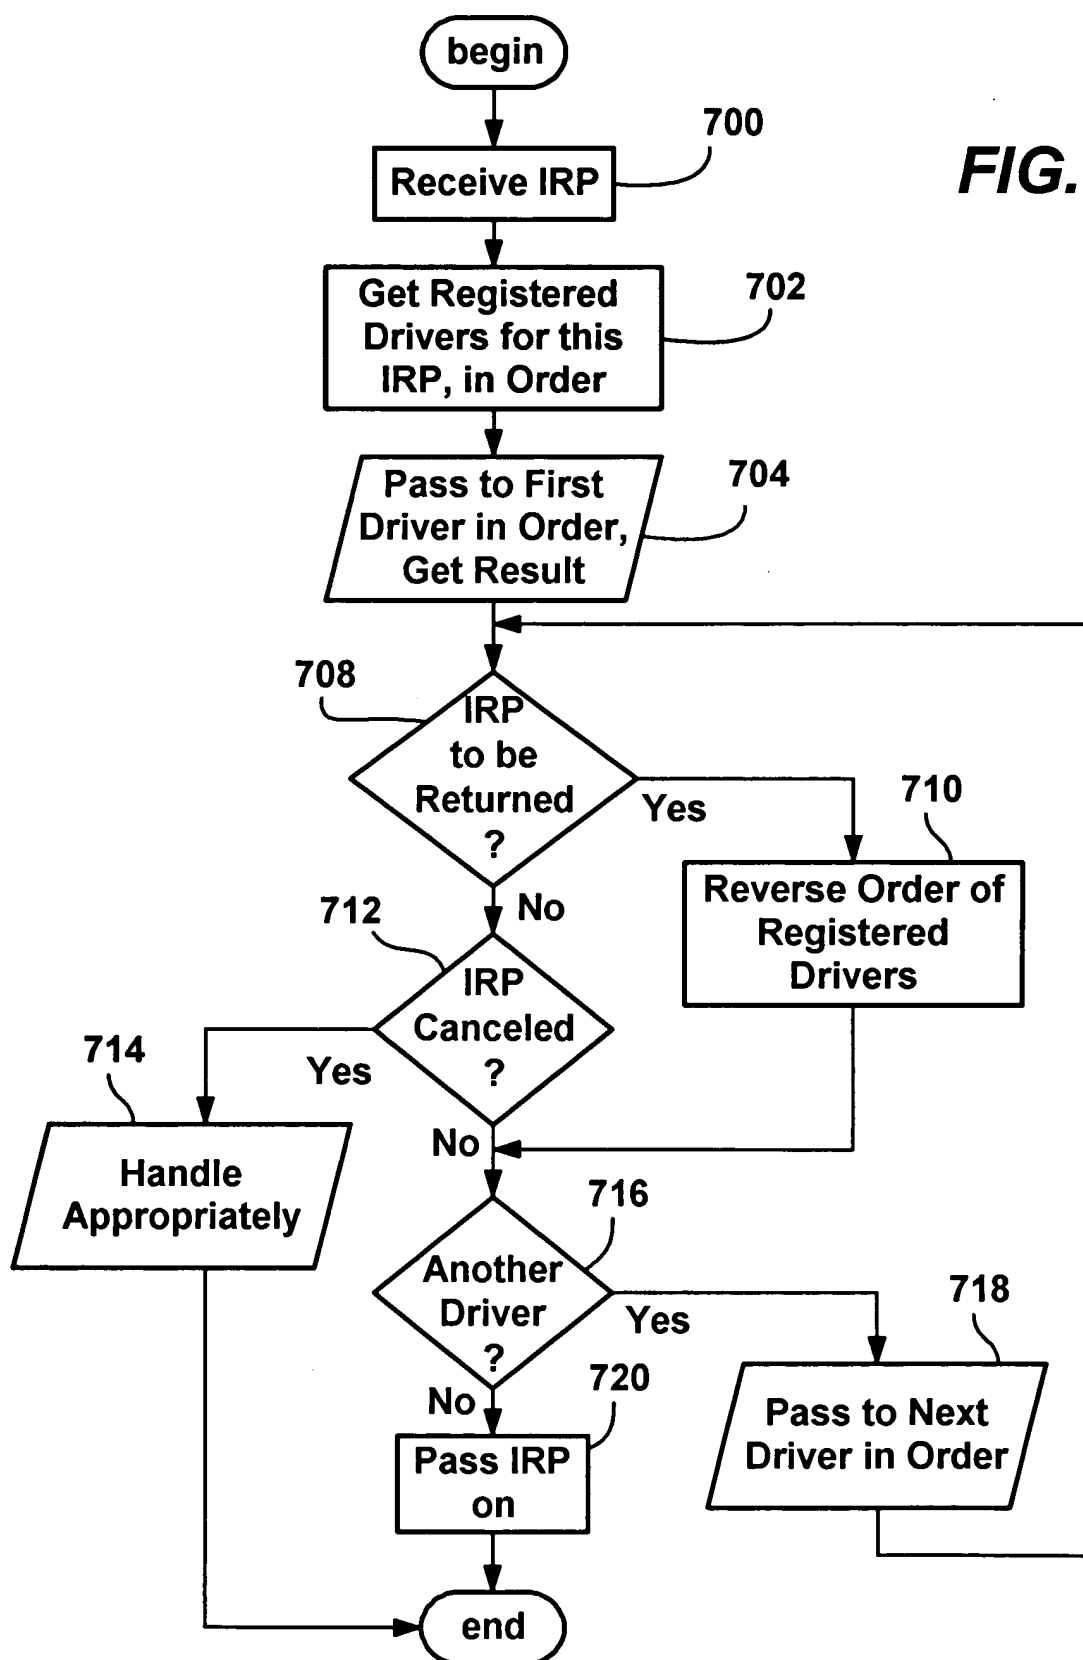 begin
700
Receive IRP
FIG.
702
Get Registered
Drivers for this
IRP, in Order
704
Pass to First
Driver in Order,
Get Result
708
IRP
to be
Returned
?
Yes
710
Reverse Order of
Registered
Drivers
No
712
IRP
Canceled
?
Yes
714
Handle
Appropriately
No
716
Another
Driver
?
Yes
718
Pass to Next
Driver in Order
No
720
Pass IRP
on
end